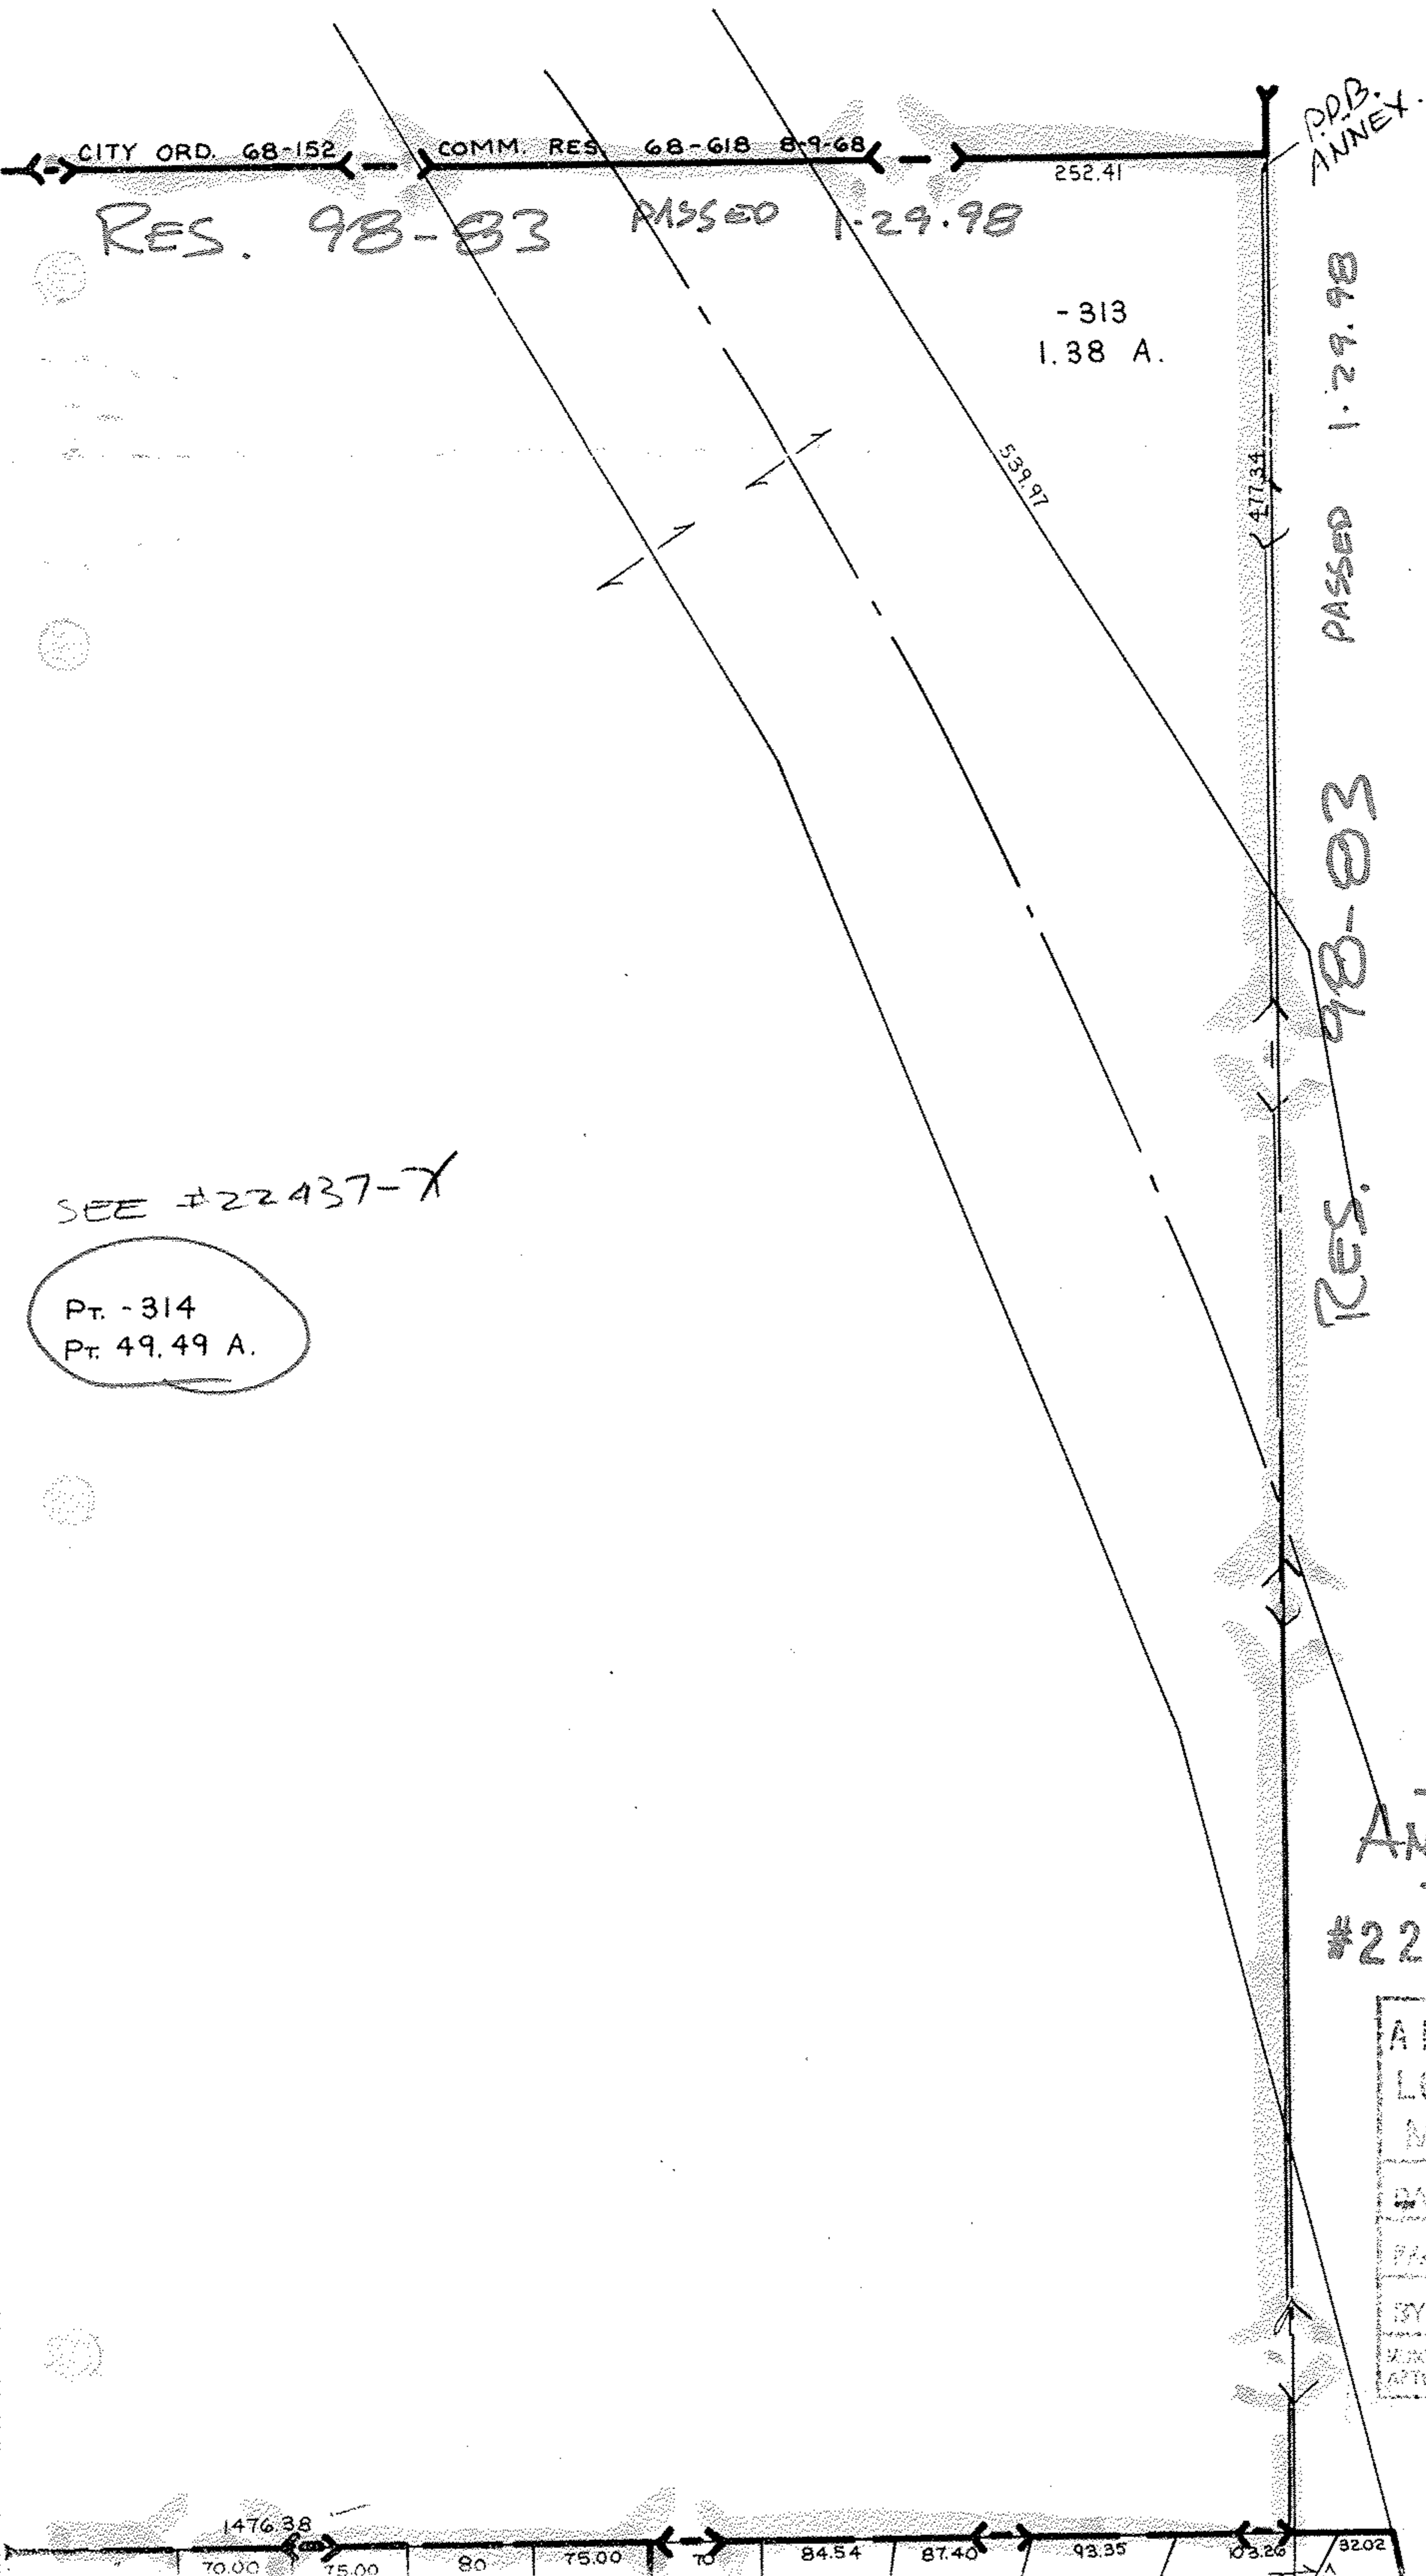 P.P.B.
ANNEX.
CITY ORD. 68-152
COMM. RES. 68-618 8-9-68
252.41
RES. 98-83 PASSED 1-29-98
-313
1.38 A.
539.97
477.34
RES. 98-83 PASSED 1-29-98
SEE #22437-X
PT. -314
PT. 49.49 A.
#22
BY
1476.38
70.00
75.00
80
75.00
70
84.54
87.40
93.35
103.26
32.02